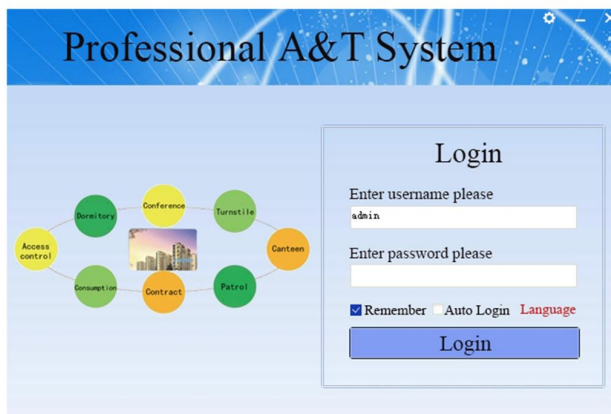 Professional A&T System
Login
Enter username please
admin
Enter password please
Remember
Auto Login
Language
Login
Conference
Dormitory
Turnstile
Access
control
Canteen
Consumption
Contract
Patrol